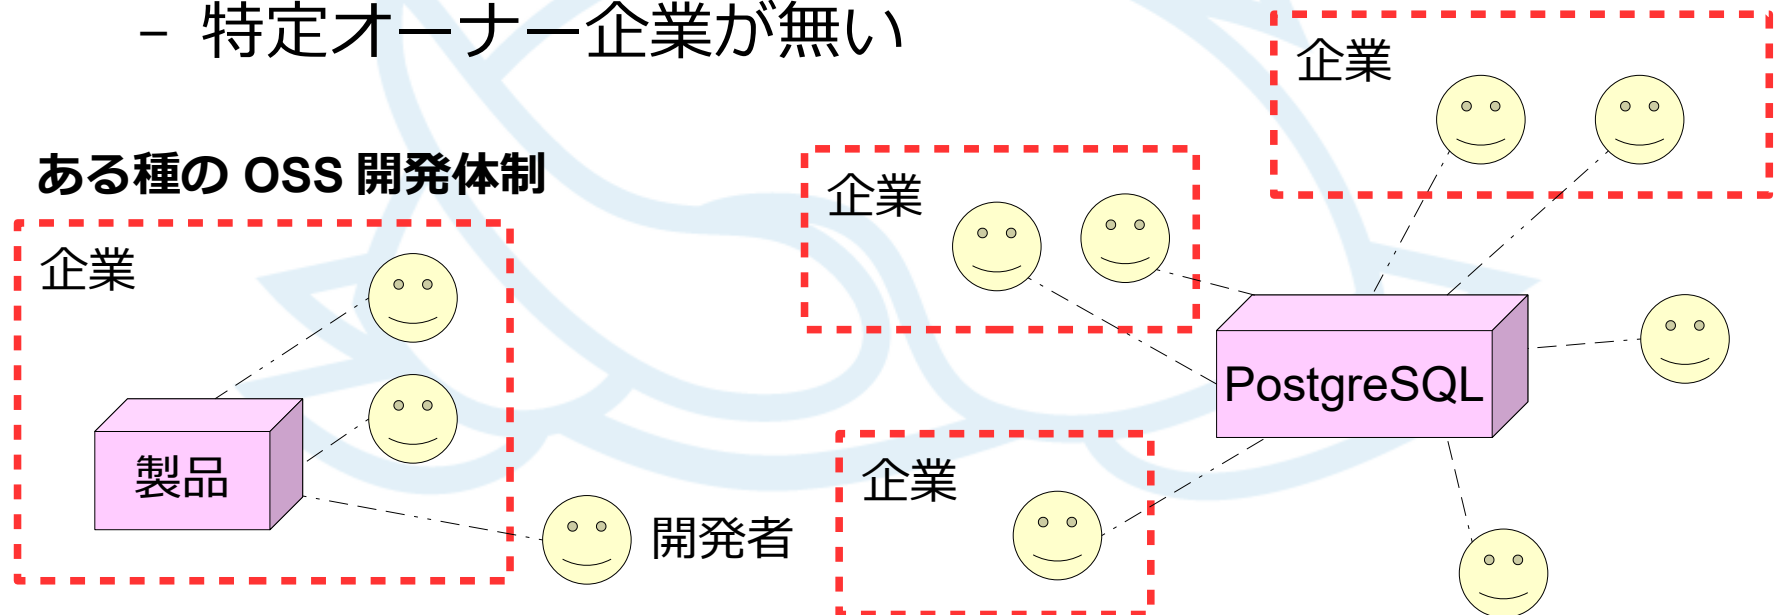 – 特定オーナー企業が無い
ある種の OSS 開発体制
企業
製品
開発者
企業
企業
企業
PostgreSQL